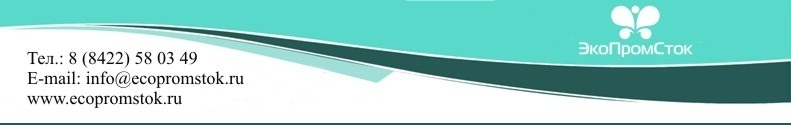 ЭкоПромСток
Тел.: 8 (8422) 58 03 49
E-mail: info@ecopromstok.ru
www.ecopromstok.ru